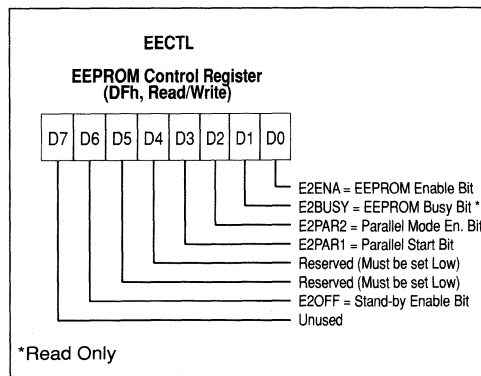 EECTL
EEPROM Control Register
(DFh, Read/Write)
D7 D6 D5 D4 D3 D2 D1 D0
E2ENA = EEPROM Enable Bit
E2BUSY = EEPROM Busy Bit *
E2PAR2 = Parallel Mode En. Bit
E2PAR1 = Parallel Start Bit
Reserved (Must be set Low)
Reserved (Must be set Low)
E2OFF = Stand-by Enable Bit
Unused
*Read Only